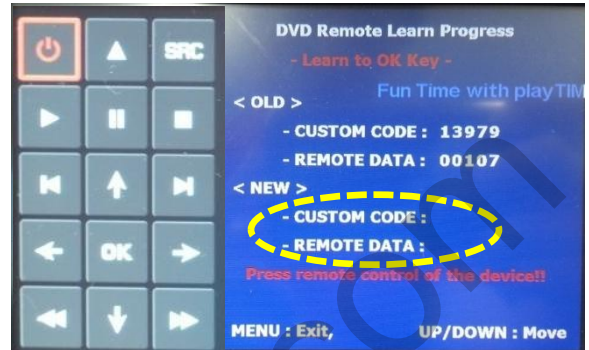 SRC
OK
DVD Remote Learn Progress
- Learn to OK Key -
Fun Time with playTIM
< OLD >
- CUSTOM CODE : 13979
- REMOTE DATA : 00107
< NEW >
- CUSTOM CODE :
- REMOTE DATA :
Press remote control of the device!!
MENU : Exit, UP/DOWN : Move